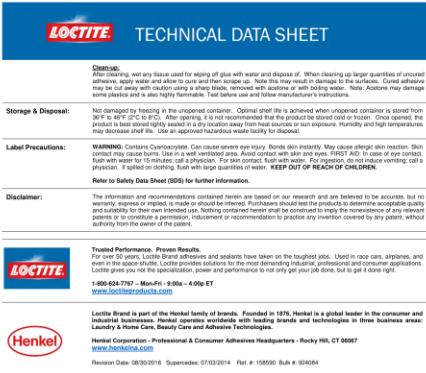 LOCTITE.
TECHNICAL DATA SHEET
Clean-up:
After cleaning, wet any tissue used for wiping off glue with water and dispose of. When cleaning up larger quantities of uncured
adhesive, apply water and allow to cure and then scrape up. Note this may result in damage to the surfaces. Cured adhesive
may be cut away with caution using a sharp blade, removed with acetone or with boiling water. Note: Acetone may damage
some plastics and is also highly flammable. Test before use and follow manufacturer's instructions.
Storage & Disposal:
Not damaged by freezing in the unopened container. Optimal shelf life is achieved when unopened container is stored from
36°F to 46°F (2°C to 8°C). After opening, it is not recommended that the product be stored cold or frozen. Once opened, the
product is best stored tightly sealed in a dry location away from heat sources or sun exposure. Humidity and high temperatures
may decrease shelf life. Use an approved hazardous waste facility for disposal.
Label Precautions:
WARNING: Contains Cyanoacrylate. Can cause severe eye injury. Bonds skin instantly. May cause allergic skin reaction. Skin
contact may cause burns. Use in a well ventilated area. Avoid contact with skin and eyes. FIRST AID: In case of eye contact,
flush with water for 15 minutes; call a physician. For skin contact, flush with water. For ingestion, do not induce vomiting; call a
physician. If spilled on clothing, flush with large quantities of water. KEEP OUT OF REACH OF CHILDREN.
Refer to Safety Data Sheet (SDS) for further information.
Disclaimer:
The information and recommendations contained herein are based on our research and are believed to be accurate, but no
warranty, express or implied, is made or should be inferred. Purchasers should test the products to determine acceptable quality
and suitability for their own intended use. Nothing contained herein shall be construed to imply the nonexistence of any relevant
patents or to constitute a permission, inducement or recommendation to practice any invention covered by any patent, without
authority from the owner of the patent.
LOCTITE.
Trusted Performance. Proven Results.
For over 50 years, Loctite Brand adhesives and sealants have taken on the toughest jobs. Used in race cars, airplanes, and
even in the space shuttle, Loctite provides solutions for the most demanding industrial, professional and consumer applications.
Loctite gives you not the specialization, power and performance to not only get your job done, but to get it done right.
1-800-624-7767 – Mon-Fri - 9:00a – 4:00p ET
www.loctiteproducts.com
Henkel
Loctite Brand is part of the Henkel family of brands. Founded in 1876, Henkel is a global leader in the consumer and
industrial businesses. Henkel operates worldwide with leading brands and technologies in three business areas:
Laundry & Home Care, Beauty Care and Adhesive Technologies.
Henkel Corporation - Professional & Consumer Adhesives Headquarters - Rocky Hill, CT 06067
www.henkelna.com
Revision Date: 08/30/2016 Supercedes: 07/03/2014 Ref. #: 158590 Bulk #: 924084